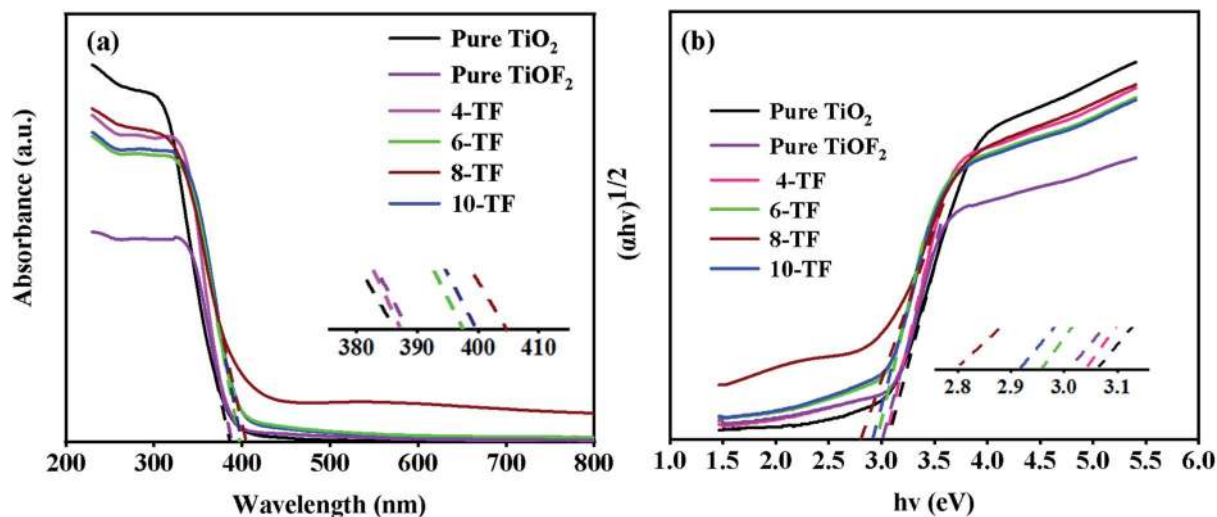 (a)
Pure TiO₂
Pure TiOF₂
4-TF
6-TF
8-TF
10-TF
Absorbance (a.u.)
380 390 400 410
200 300 400 500 600 700 800
Wavelength (nm)
(b)
Pure TiO₂
Pure TiOF₂
4-TF
6-TF
8-TF
10-TF
(αhv)1/2
2.8 2.9 3.0 3.1
1.0 1.5 2.0 2.5 3.0 3.5 4.0 4.5 5.0 5.5 6.0
hv (eV)